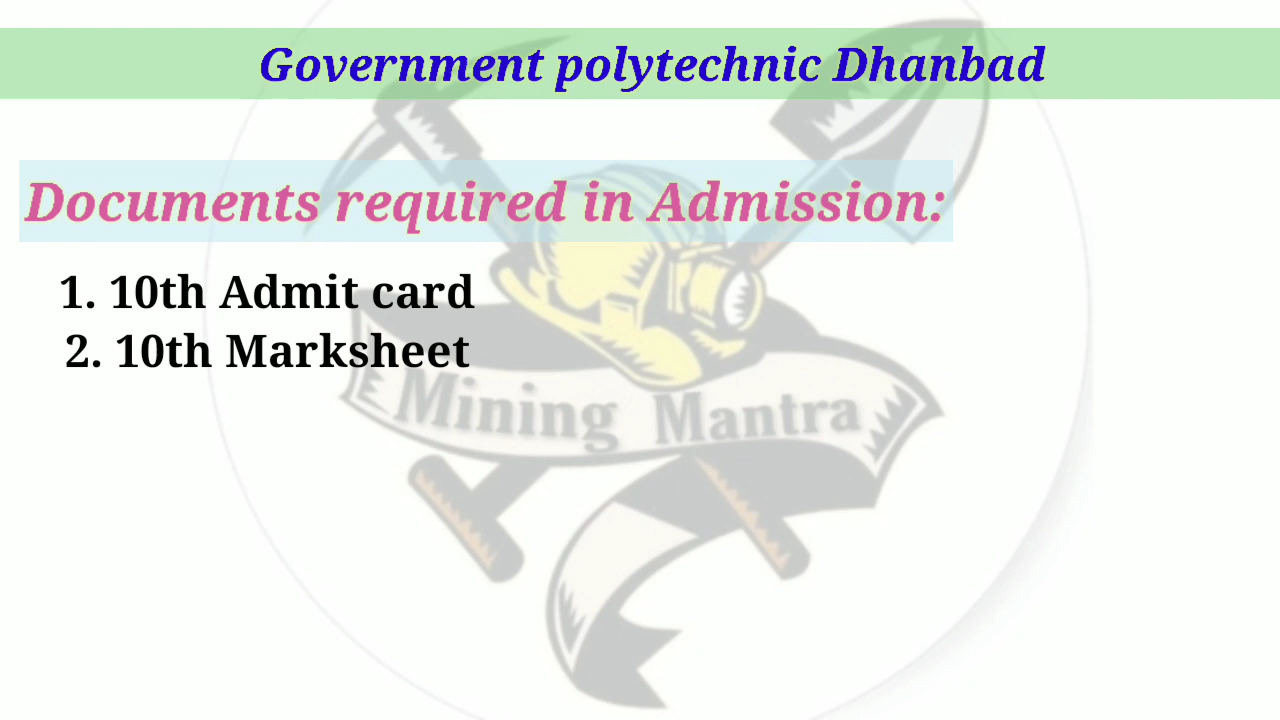 Government polytechnic Dhanbad
Documents required in Admission:
1. 10th Admit card
2. 10th Marksheet
Mining Mantra